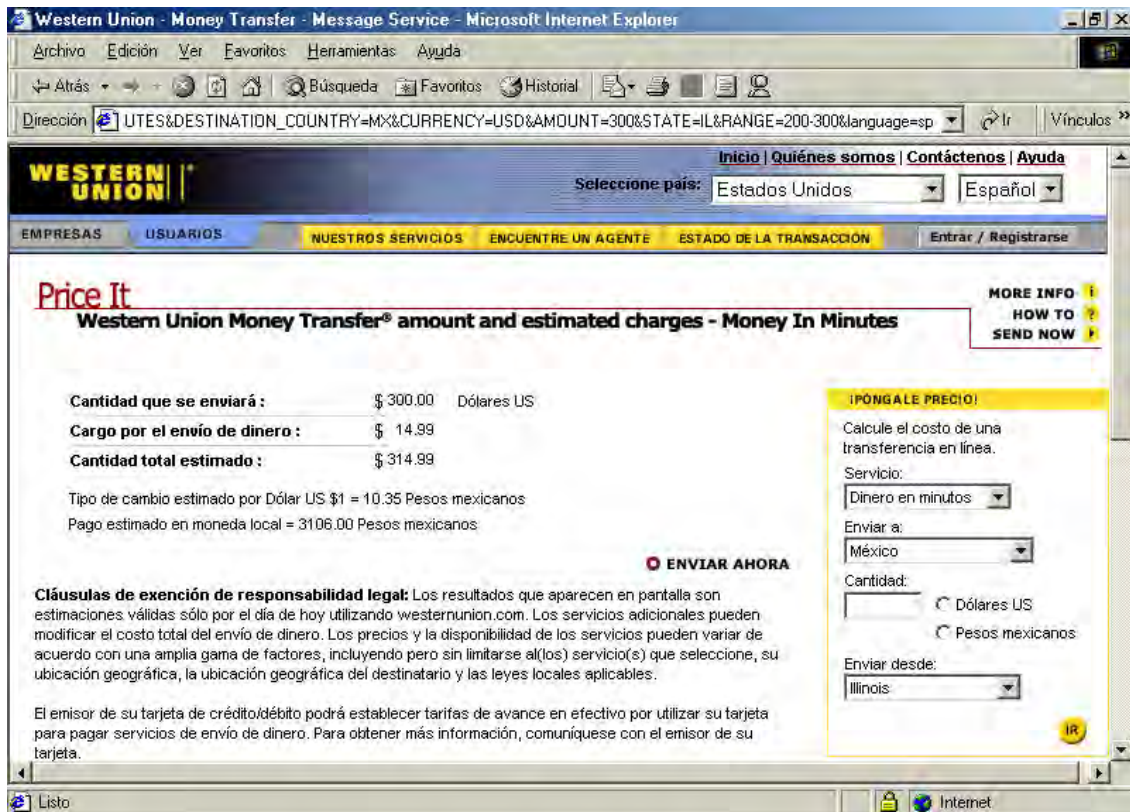 Western Union - Money Transfer - Message Service - Microsoft Internet Explorer
Archivo Edición Ver Favoritos Herramientas Ayuda
Atrás Búsqueda Favoritos Historial
Dirección UTES&DESTINATION_COUNTRY=MX&CURRENCY=USD&AMOUNT=300&STATE=IL&RANGE=200-300&language=sp Ir Vínculos »
Inicio | Quiénes somos | Contáctenos | Ayuda
WESTERN UNION
Seleccione país: Estados Unidos Español
EMPRESAS USUARIOS NUESTROS SERVICIOS ENCUENTRE UN AGENTE ESTADO DE LA TRANSACCIÓN Entrar / Registrarse
Price It
Western Union Money Transfer® amount and estimated charges - Money In Minutes
MORE INFO i
HOW TO ?
SEND NOW
Cantidad que se enviará : $ 300.00 Dólares US
Cargo por el envío de dinero : $ 14.99
Cantidad total estimado : $ 314.99
Tipo de cambio estimado por Dólar US $1 = 10.35 Pesos mexicanos
Pago estimado en moneda local = 3106.00 Pesos mexicanos
ENVIAR AHORA
Cláusulas de exención de responsabilidad legal: Los resultados que aparecen en pantalla son
estimaciones válidas sólo por el día de hoy utilizando westernunion.com. Los servicios adicionales pueden
modificar el costo total del envío de dinero. Los precios y la disponibilidad de los servicios pueden variar de
acuerdo con una amplia gama de factores, incluyendo pero sin limitarse al(los) servicio(s) que seleccione, su
ubicación geográfica, la ubicación geográfica del destinatario y las leyes locales aplicables.
El emisor de su tarjeta de crédito/débito podrá establecer tarifas de avance en efectivo por utilizar su tarjeta
para pagar servicios de envío de dinero. Para obtener más información, comuníquese con el emisor de su
tarjeta.
¡PÓNGALE PRECIO!
Calcule el costo de una
transferencia en línea.
Servicio:
Dinero en minutos
Enviar a:
México
Cantidad:
Dólares US
Pesos mexicanos
Enviar desde:
Illinois
IR
Listo Internet